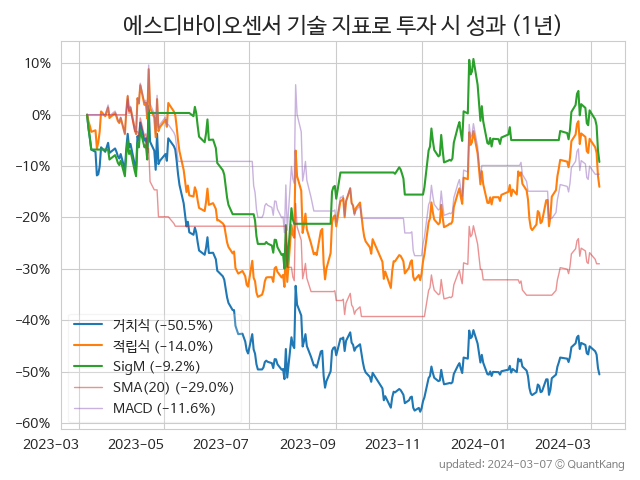 에스디바이오센서 기술 지표로 투자 시 성과 (1년)
10%
0%
−10%
−20%
−30%
−40%
−50%
−60%
거치식 (−50.5%)
적립식 (−14.0%)
SigM (−9.2%)
SMA(20) (−29.0%)
MACD (−11.6%)
2023−03 2023−05 2023−07 2023−09 2023−11 2024−01 2024−03
updated: 2024−03−07 ⓒ QuantKang